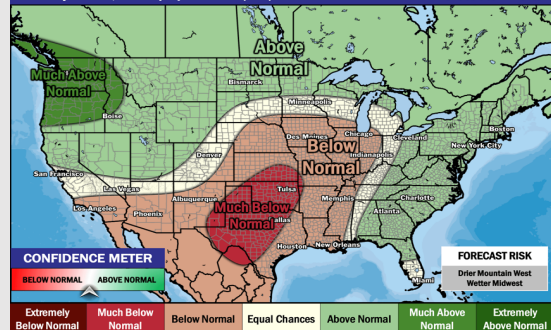 Above
Normal
Much Above
Normal
Bismarck
Minneapolis
Boise
Boston
Des Moines
Chicago
Cleveland
New York City
Below
Normal
Indianapolis
Denver
San Francisco
Las Vegas
Tulsa
Los Angeles
Albuquerque
Memphis
Charlotte
Phoenix
Much Below
Normal
Dallas
Atlanta
Houston
New Orleans
Miami
CONFIDENCE METER
BELOW NORMAL
ABOVE NORMAL
FORECAST RISK
Drier Mountain West
Wetter Midwest
Extremely
Below Normal
Much Below
Normal
Below Normal
Equal Chances
Above Normal
Much Above
Normal
Extremely
Above Normal